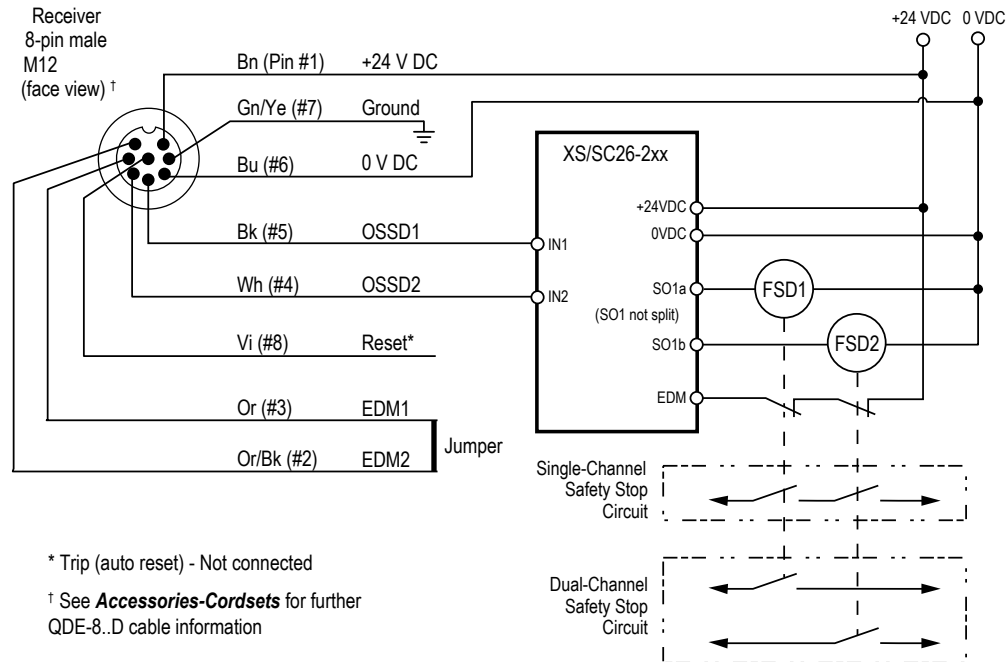 Receiver
8-pin male
M12
(face view) †
+24 VDC 0 VDC
Bn (Pin #1) +24 V DC
Gn/Ye (#7) Ground
Bu (#6) 0 V DC
Bk (#5) OSSD1
Wh (#4) OSSD2
Vi (#8) Reset*
Or (#3) EDM1
Or/Bk (#2) EDM2
Jumper
XS/SC26-2xx
+24VDC
0VDC
IN1
IN2
SO1a
(SO1 not split)
SO1b
EDM
FSD1
FSD2
Single-Channel
Safety Stop
Circuit
Dual-Channel
Safety Stop
Circuit
* Trip (auto reset) - Not connected
† See Accessories-Cordsets for further
QDE-8..D cable information